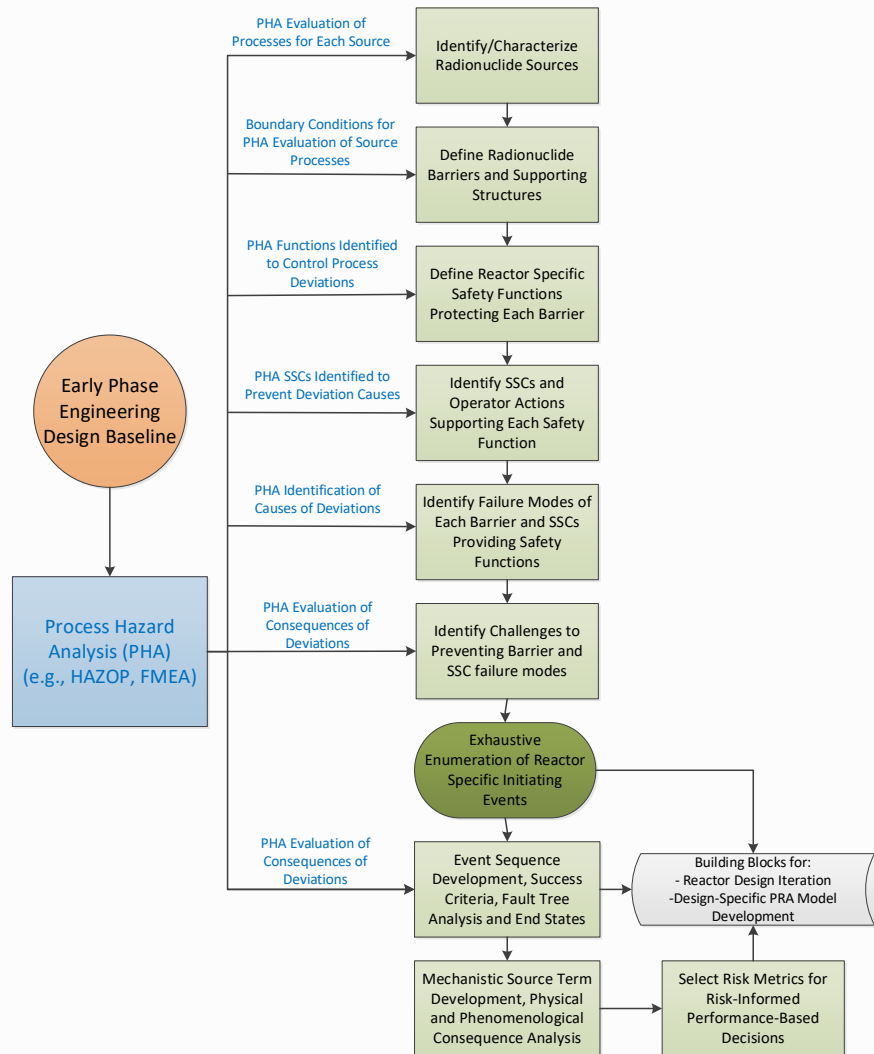 PHA Evaluation of
Processes for Each Source
Identify/Characterize
Radionuclide Sources
Boundary Conditions for
PHA Evaluation of Source
Processes
Define Radionuclide
Barriers and Supporting
Structures
PHA Functions Identified
to Control Process
Deviations
Define Reactor Specific
Safety Functions
Protecting Each Barrier
Early Phase
Engineering
Design Baseline
PHA SSCs Identified to
Prevent Deviation Causes
Identify SSCs and
Operator Actions
Supporting Each Safety
Function
PHA Identification of
Causes of Deviations
Identify Failure Modes of
Each Barrier and SSCs
Providing Safety
Functions
Process Hazard
Analysis (PHA)
(e.g., HAZOP, FMEA)
PHA Evaluation of
Consequences of
Deviations
Identify Challenges to
Preventing Barrier and
SSC failure modes
Exhaustive
Enumeration of Reactor
Specific Initiating
Events
PHA Evaluation of
Consequences of
Deviations
Event Sequence
Development, Success
Criteria, Fault Tree
Analysis and End States
Building Blocks for:
- Reactor Design Iteration
-Design-Specific PRA Model
Development
Mechanistic Source Term
Development, Physical
and Phenomenological
Consequence Analysis
Select Risk Metrics for
Risk-Informed
Performance-Based
Decisions